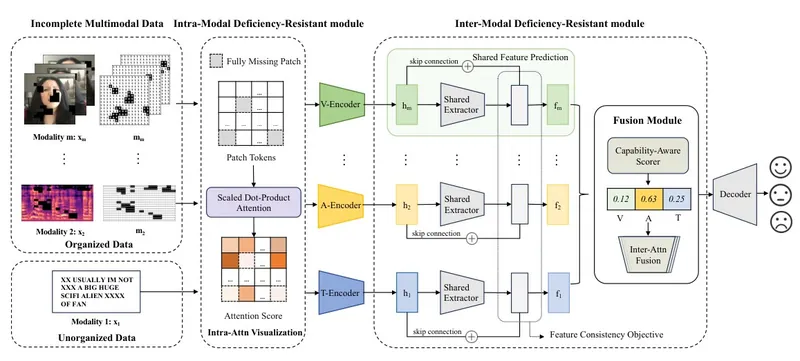 Incomplete Multimodal Data
Modality m: xm
mm
Modality 2: x2
m2
Organized Data
XX USUALLY IM NOT
XXX A BIG HUGE
SCIFI ALIEN XXXX
OF FAN
Modality 1: x1
Unorganized Data
Intra-Modal Deficiency-Resistant module
Fully Missing Patch
...
...
... ... ... ...
...
Patch Tokens
Scaled Dot-Product
Attention
...
...
... ... ... ...
...
Attention Score
Intra-Attn Visualization
V-Encoder
A-Encoder
T-Encoder
Inter-Modal Deficiency-Resistant module
skip connection
Shared Feature Prediction
hm
Shared
Extractor
fm
h2
Shared
Extractor
f2
skip connection
h1
Shared
Extractor
f1
skip connection
Feature Consistency Objective
Fusion Module
Capability-Aware
Scorer
0.12 0.63 0.25
V A T
Inter-Attn
Fusion
Decoder